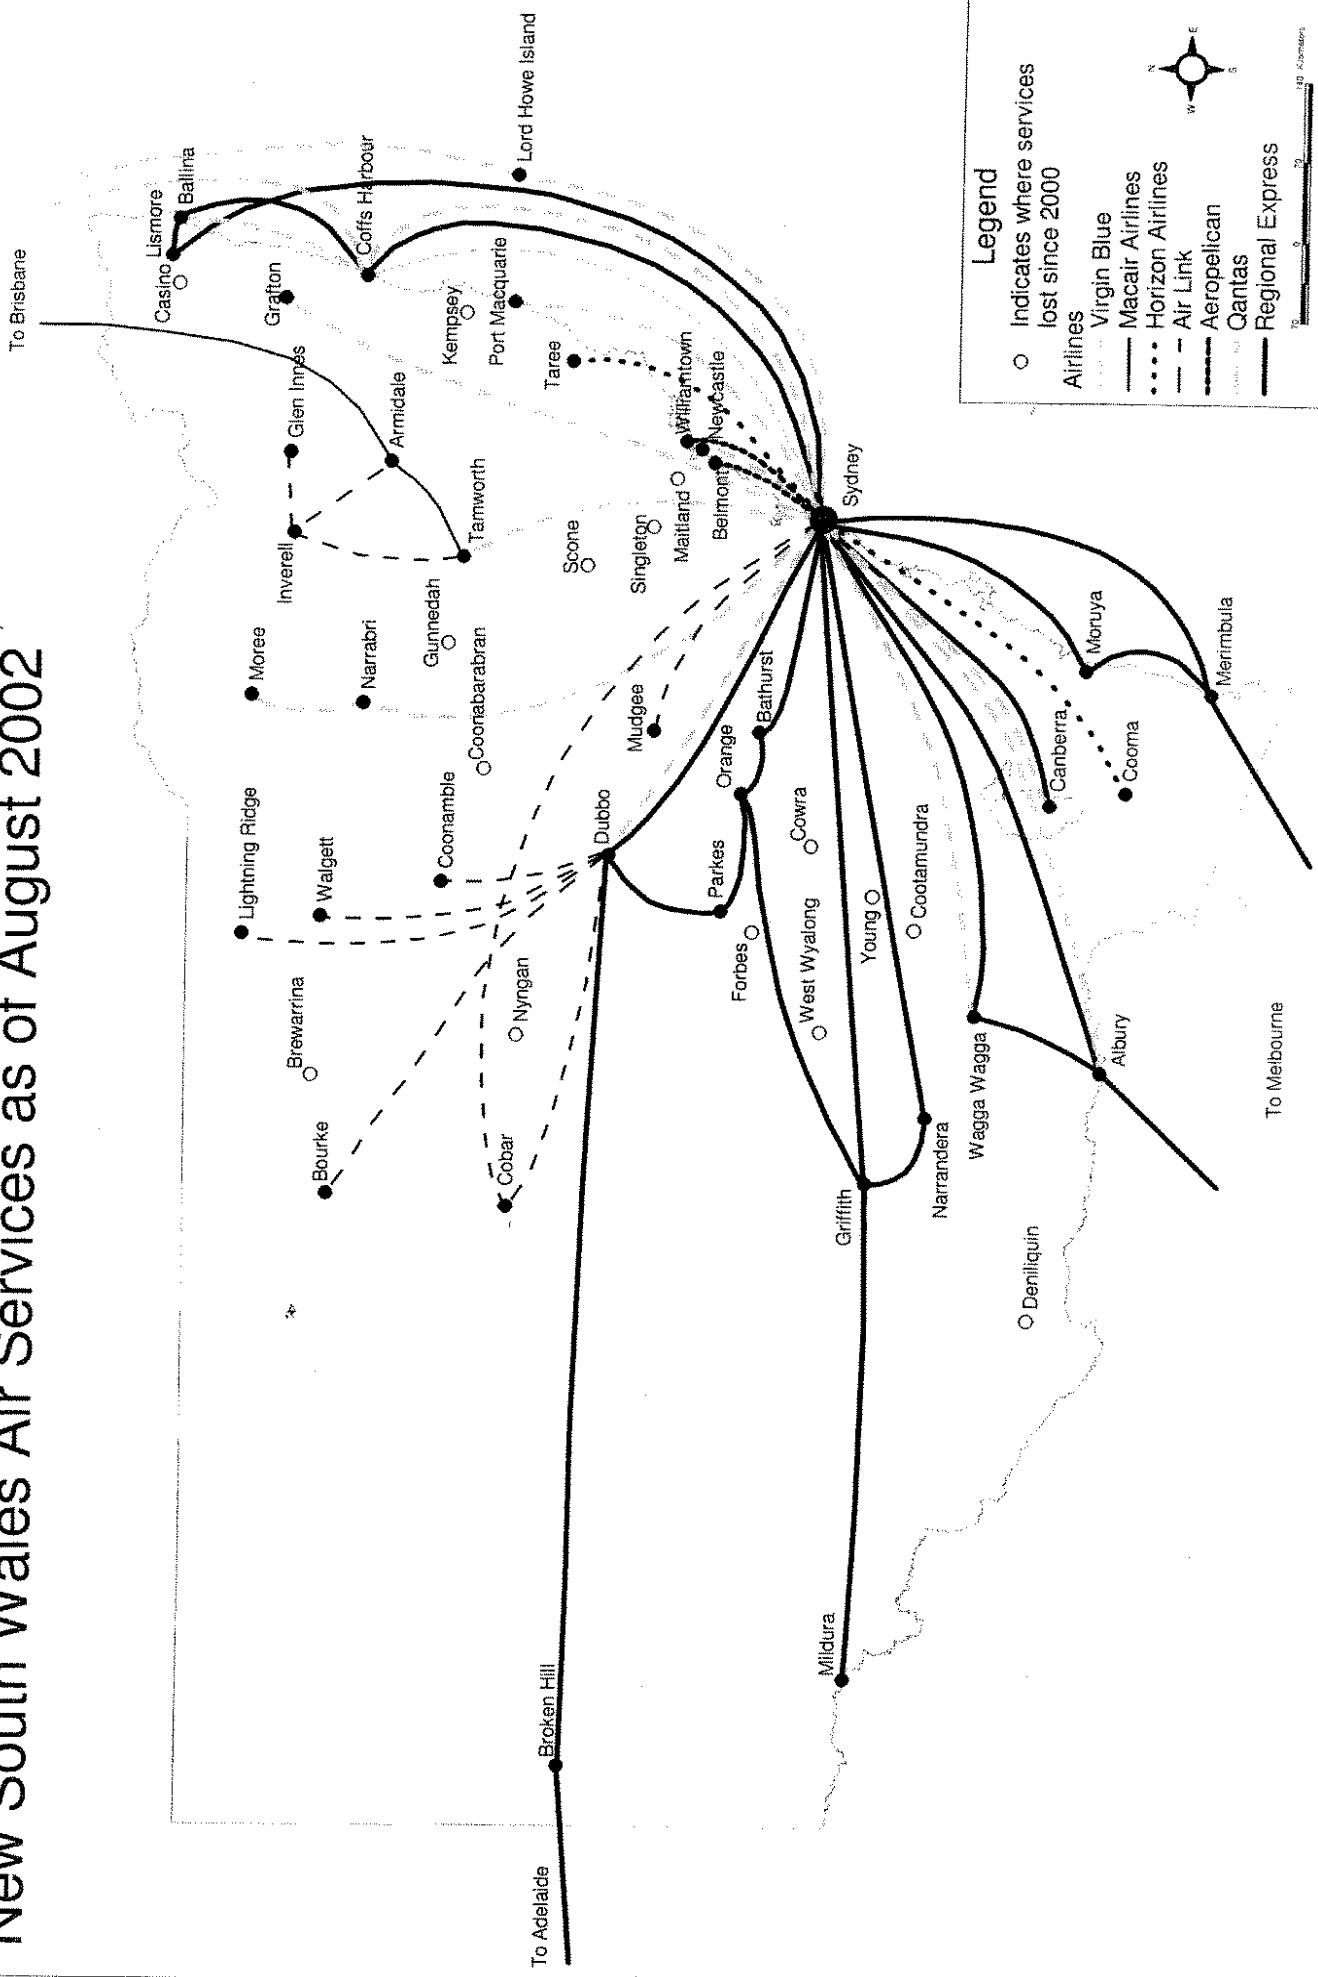 New South Wales Air Services as of August 2002
To Brisbane
Lismore
Ballina
Casino
Grafton
Coffs Harbour
Glen Innes
Inverell
Armidale
Tamworth
Kempsey
Port Macquarie
Lord Howe Island
Taree
Moree
Narrabri
Gunnedah
Coonabarabran
Scone
Singleton
Maitland
Williamtown
Newcastle
Belmont
Sydney
Lightning Ridge
Walgett
Coonamble
Brewarrina
Bourke
Nyngan
Cobar
Dubbo
Mudgee
Orange
Bathurst
Parkes
Forbes
Cowra
West Wyalong
Young
Cootamundra
Griffith
Narrandera
Wagga Wagga
Albury
Canberra
Cooma
Moruya
Merimbula
Deniliquin
Mildura
Broken Hill
To Adelaide
To Melbourne
Legend
Indicates where services
lost since 2000
Airlines
Virgin Blue
Macair Airlines
Horizon Airlines
Air Link
Aeropelican
Qantas
Regional Express
N
E
S
W
70 0 70 140 Kilometers